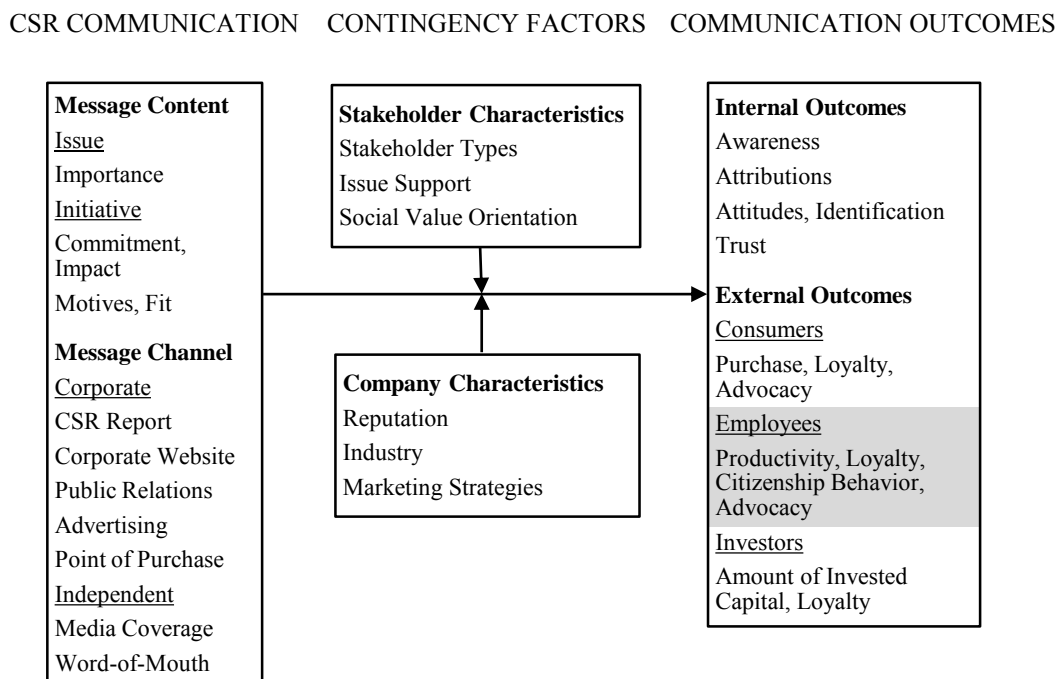 CSR COMMUNICATION
CONTINGENCY FACTORS
COMMUNICATION OUTCOMES
Message Content
Issue
Importance
Initiative
Commitment,
Impact
Motives, Fit
Message Channel
Corporate
CSR Report
Corporate Website
Public Relations
Advertising
Point of Purchase
Independent
Media Coverage
Word-of-Mouth
Stakeholder Characteristics
Stakeholder Types
Issue Support
Social Value Orientation
Company Characteristics
Reputation
Industry
Marketing Strategies
Internal Outcomes
Awareness
Attributions
Attitudes, Identification
Trust
External Outcomes
Consumers
Purchase, Loyalty,
Advocacy
Employees
Productivity, Loyalty,
Citizenship Behavior,
Advocacy
Investors
Amount of Invested
Capital, Loyalty